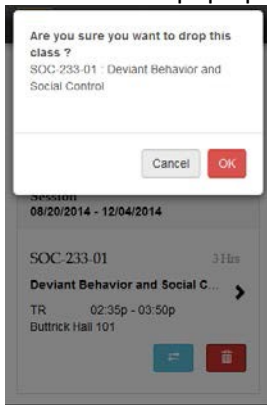 Are you sure you want to drop this
class ?
SOC-233-01 : Deviant Behavior and
Social Control
Cancel OK
Session
08/20/2014 - 12/04/2014
SOC-233-01 3 Hrs
Deviant Behavior and Social C...
TR 02:35p - 03:50p
Buttrick Hall 101